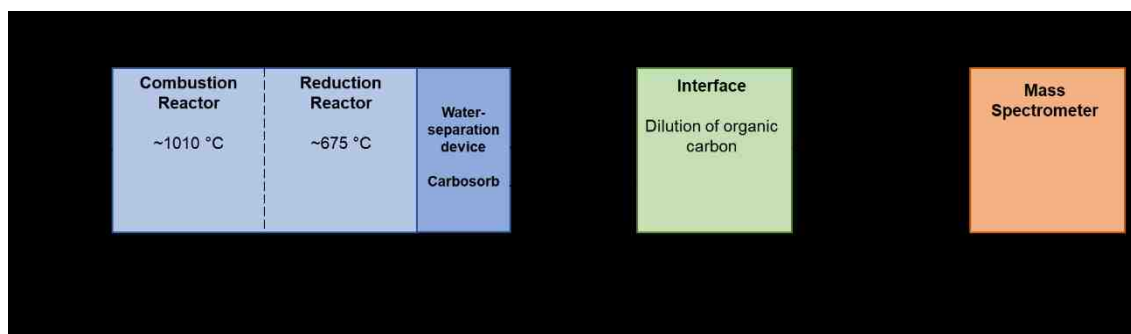 Combustion
Reactor
~1010 °C
Reduction
Reactor
~675 °C
Water-
separation
device
Carbosorb
Interface
Dilution of organic
carbon
Mass
Spectrometer